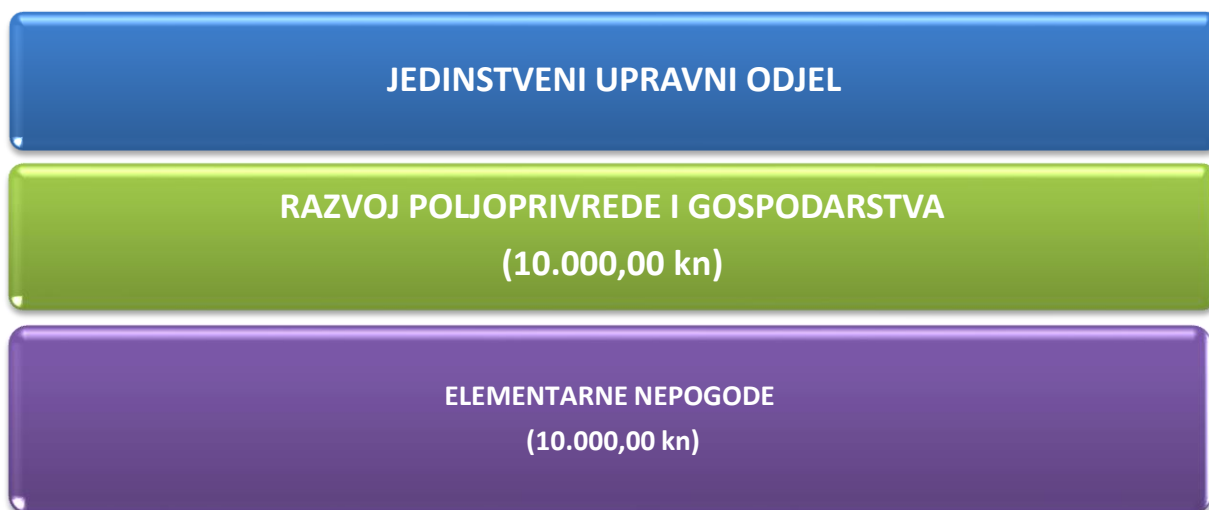 JEDINSTVENI UPRAVNI ODJEL
RAZVOJ POLJOPRIVREDE I GOSPODARSTVA
(10.000,00 kn)
ELEMENTARNE NEPOGODE
(10.000,00 kn)